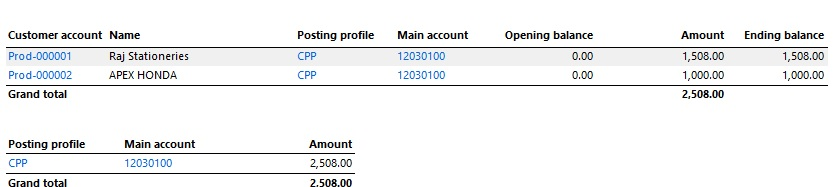 Customer account Name Posting profile Main account Opening balance Amount Ending balance
Prod-000001 Raj Stationeries CPP 12030100 0.00 1,508.00 1,508.00
Prod-000002 APEX HONDA CPP 12030100 0.00 1,000.00 1,000.00
Grand total 2,508.00
Posting profile Main account Amount
CPP 12030100 2,508.00
Grand total 2.508.00